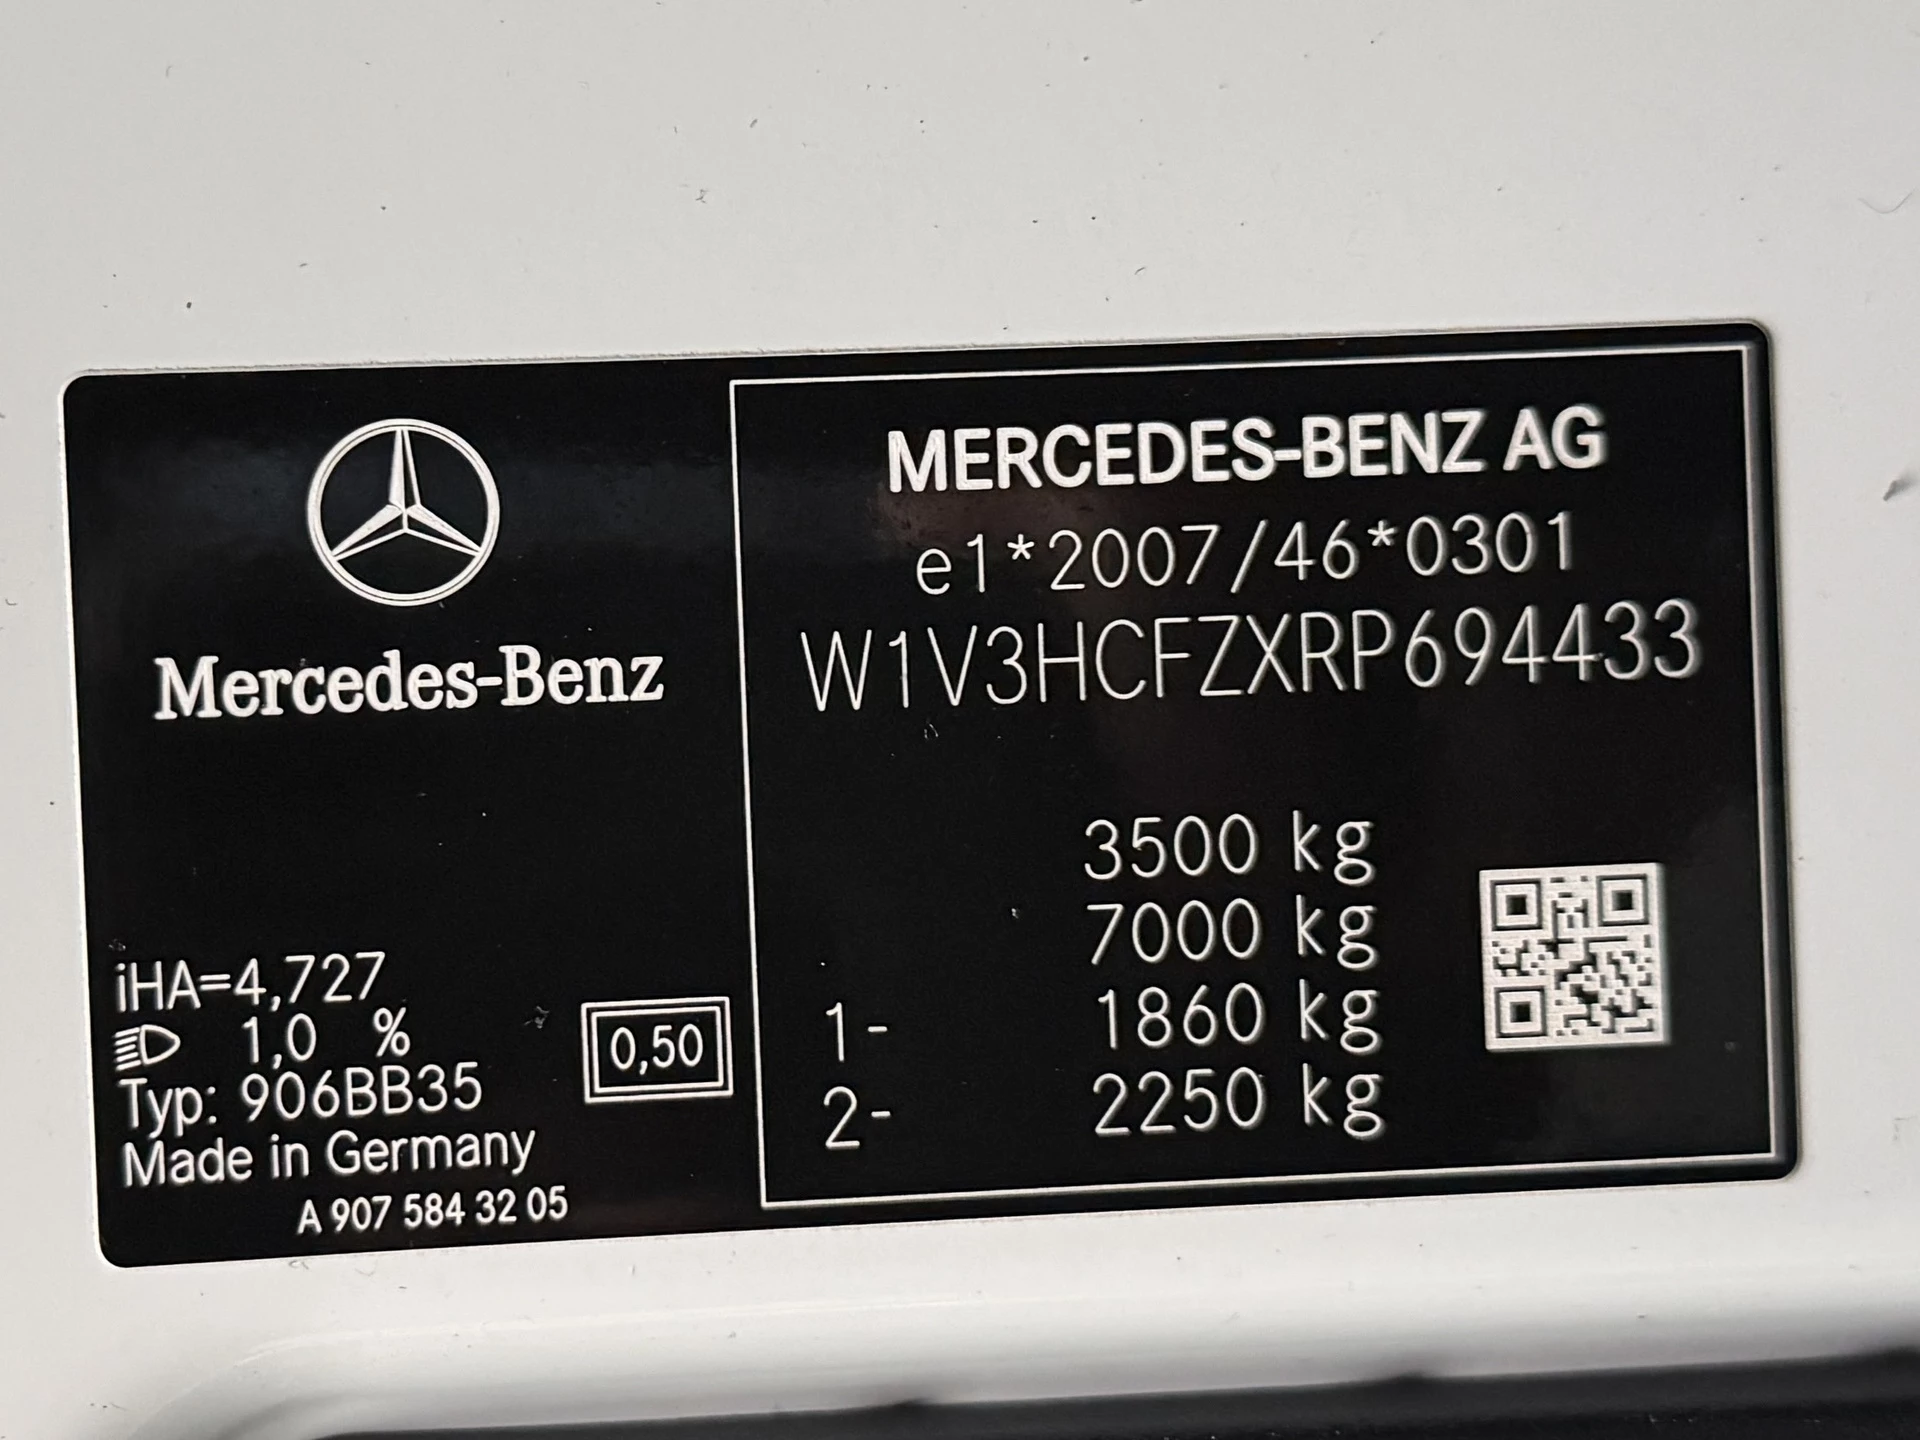 Mercedes-Benz
iHA=4,727
1,0 %
Typ: 906BB35
Made in Germany
A 907 584 32 05
0,50
MERCEDES-BENZ AG
e1*2007/46*0301
W1V3HCFZXRP694433
3500 kg
7000 kg
1- 1860 kg
2- 2250 kg